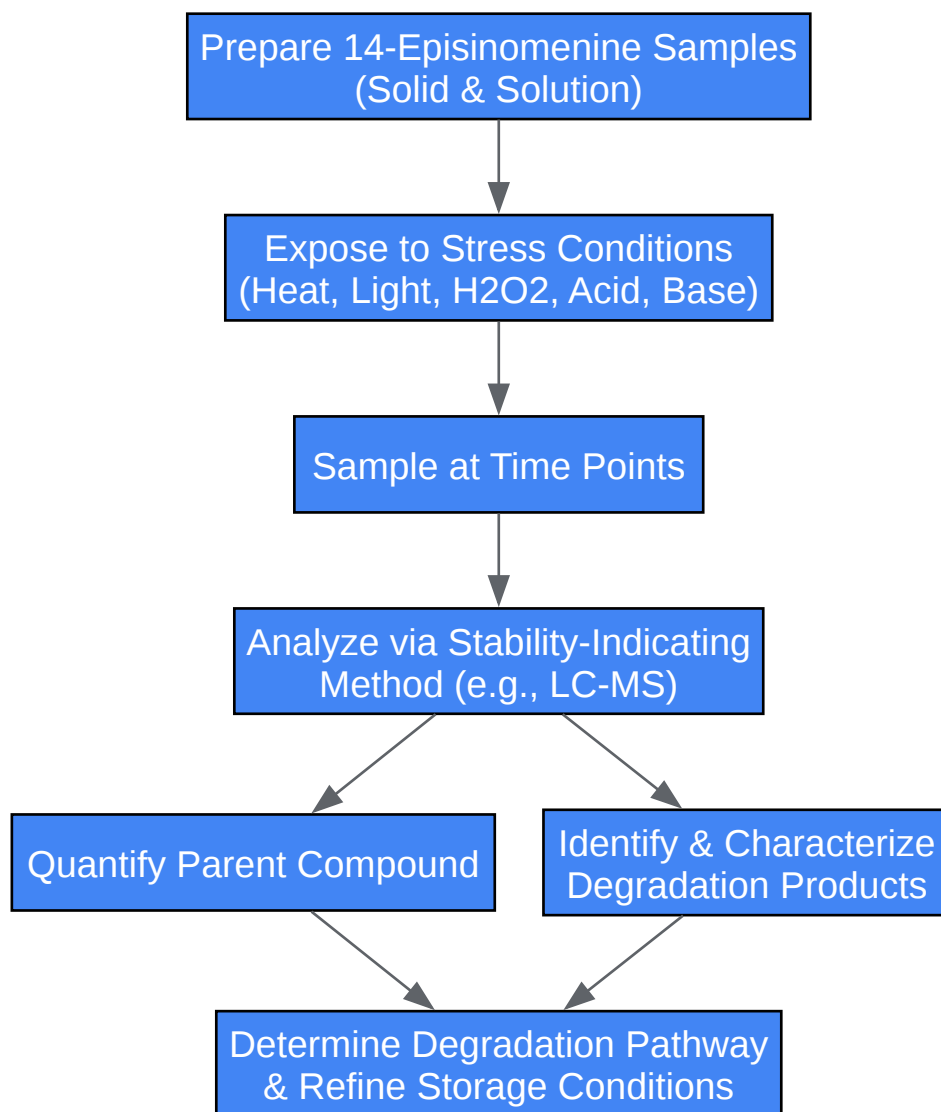 Prepare 14-Episinomenine Samples
(Solid & Solution)
Expose to Stress Conditions
(Heat, Light, H2O2, Acid, Base)
Sample at Time Points
Analyze via Stability-Indicating
Method (e.g., LC-MS)
Quantify Parent Compound
Identify & Characterize
Degradation Products
Determine Degradation Pathway
& Refine Storage Conditions